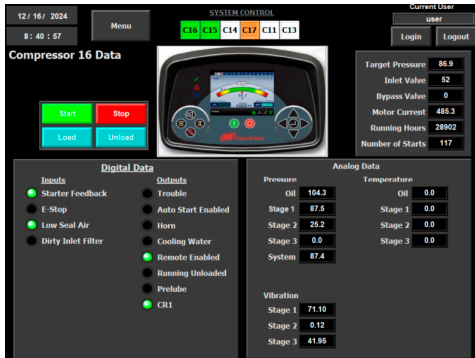 12/ 16/ 2024
8: 40: 57
Menu
SYSTEM CONTROL
C16 C15 C14 C17 C11 C13
Current User
user
Login Logout
Compressor 16 Data
Start Stop
Load Unload
Target Pressure 86.9
Inlet Valve 52
Bypass Valve 0
Motor Current 485.3
Running Hours 28902
Number of Starts 117
Digital Data
Inputs
Starter Feedback
E-Stop
Low Seal Air
Dirty Inlet Filter
Outputs
Trouble
Auto Start Enabled
Horn
Cooling Water
Remote Enabled
Running Unloaded
Prelube
CR1
Analog Data
Pressure
Oil 104.3
Stage 1 87.5
Stage 2 25.2
Stage 3 0.0
System 87.4
Temperature
Oil 0.0
Stage 1 0.0
Stage 2 0.0
Stage 3 0.0
Vibration
Stage 1 71.10
Stage 2 0.12
Stage 3 41.95